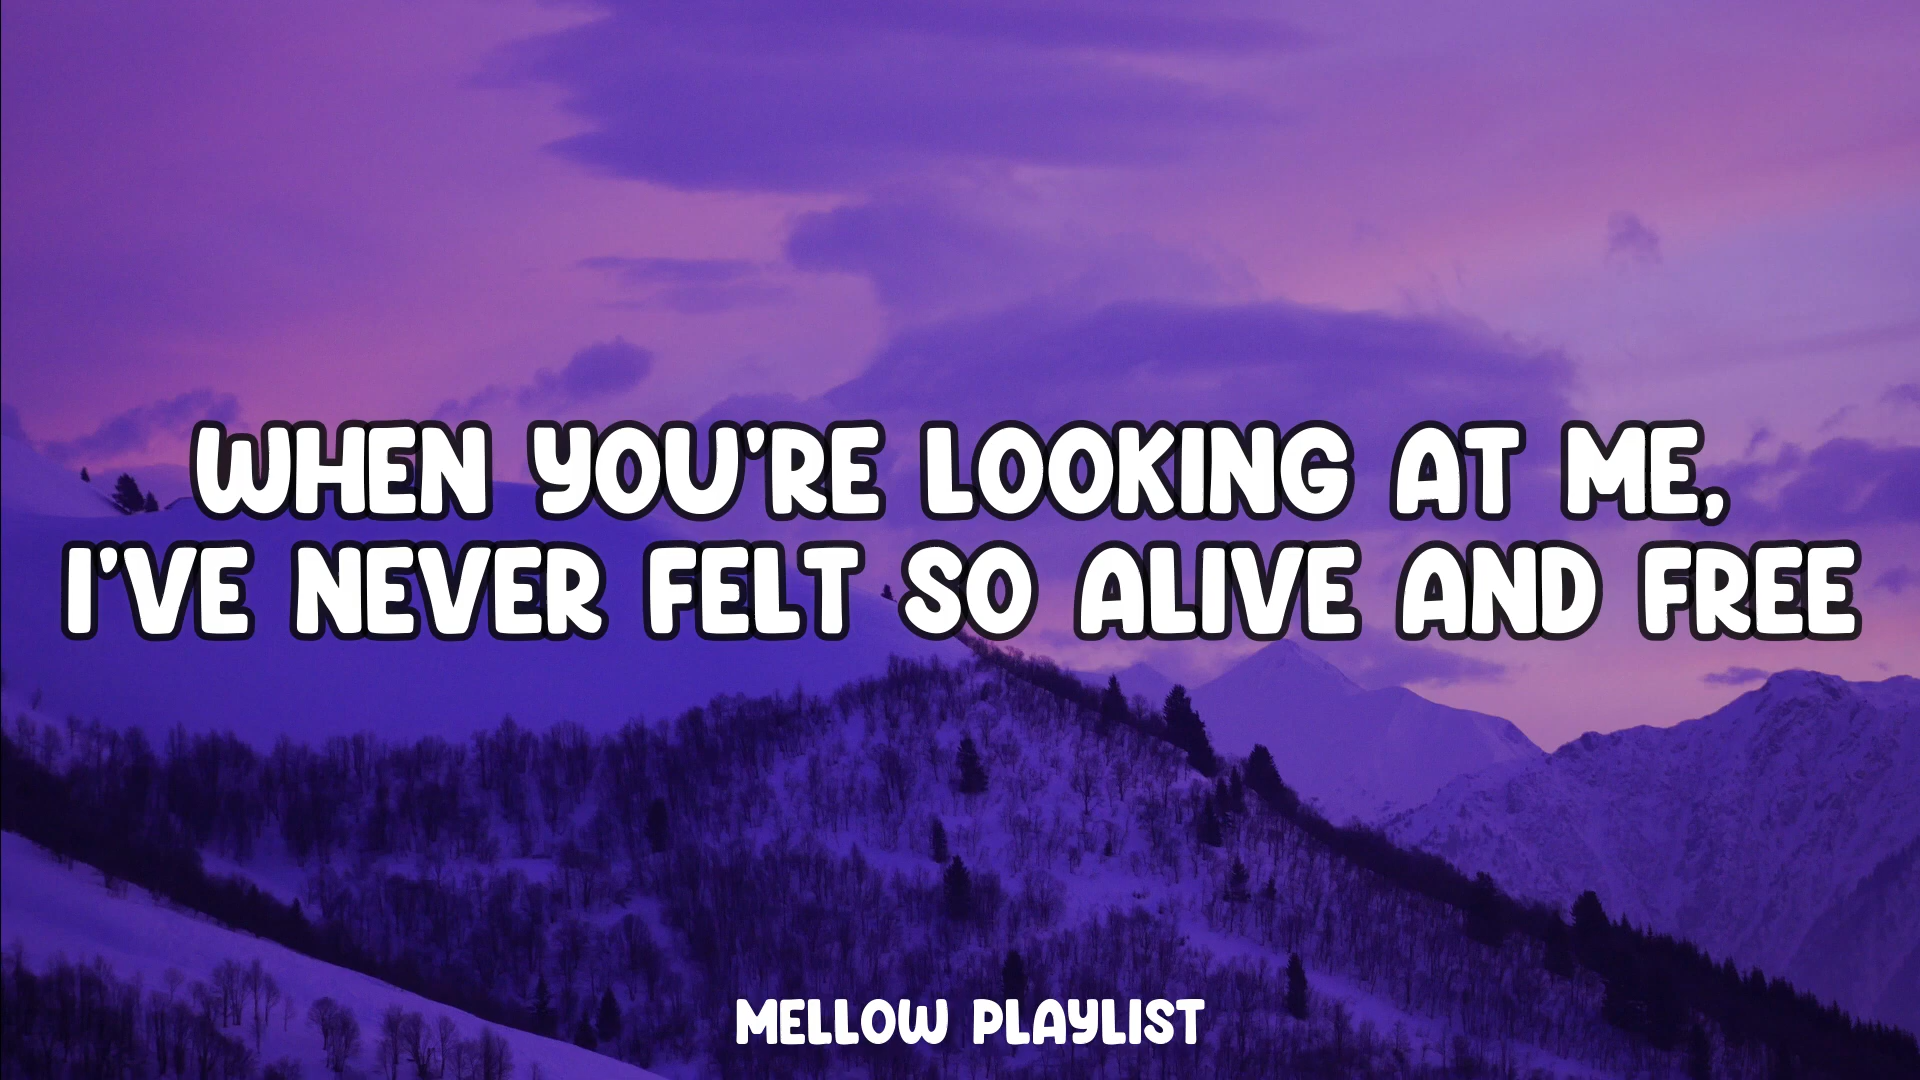 WHEN YOU'RE LOOKING AT ME,
I'VE NEVER FELT SO ALIVE AND FREE
MELLOW PLAYLIST